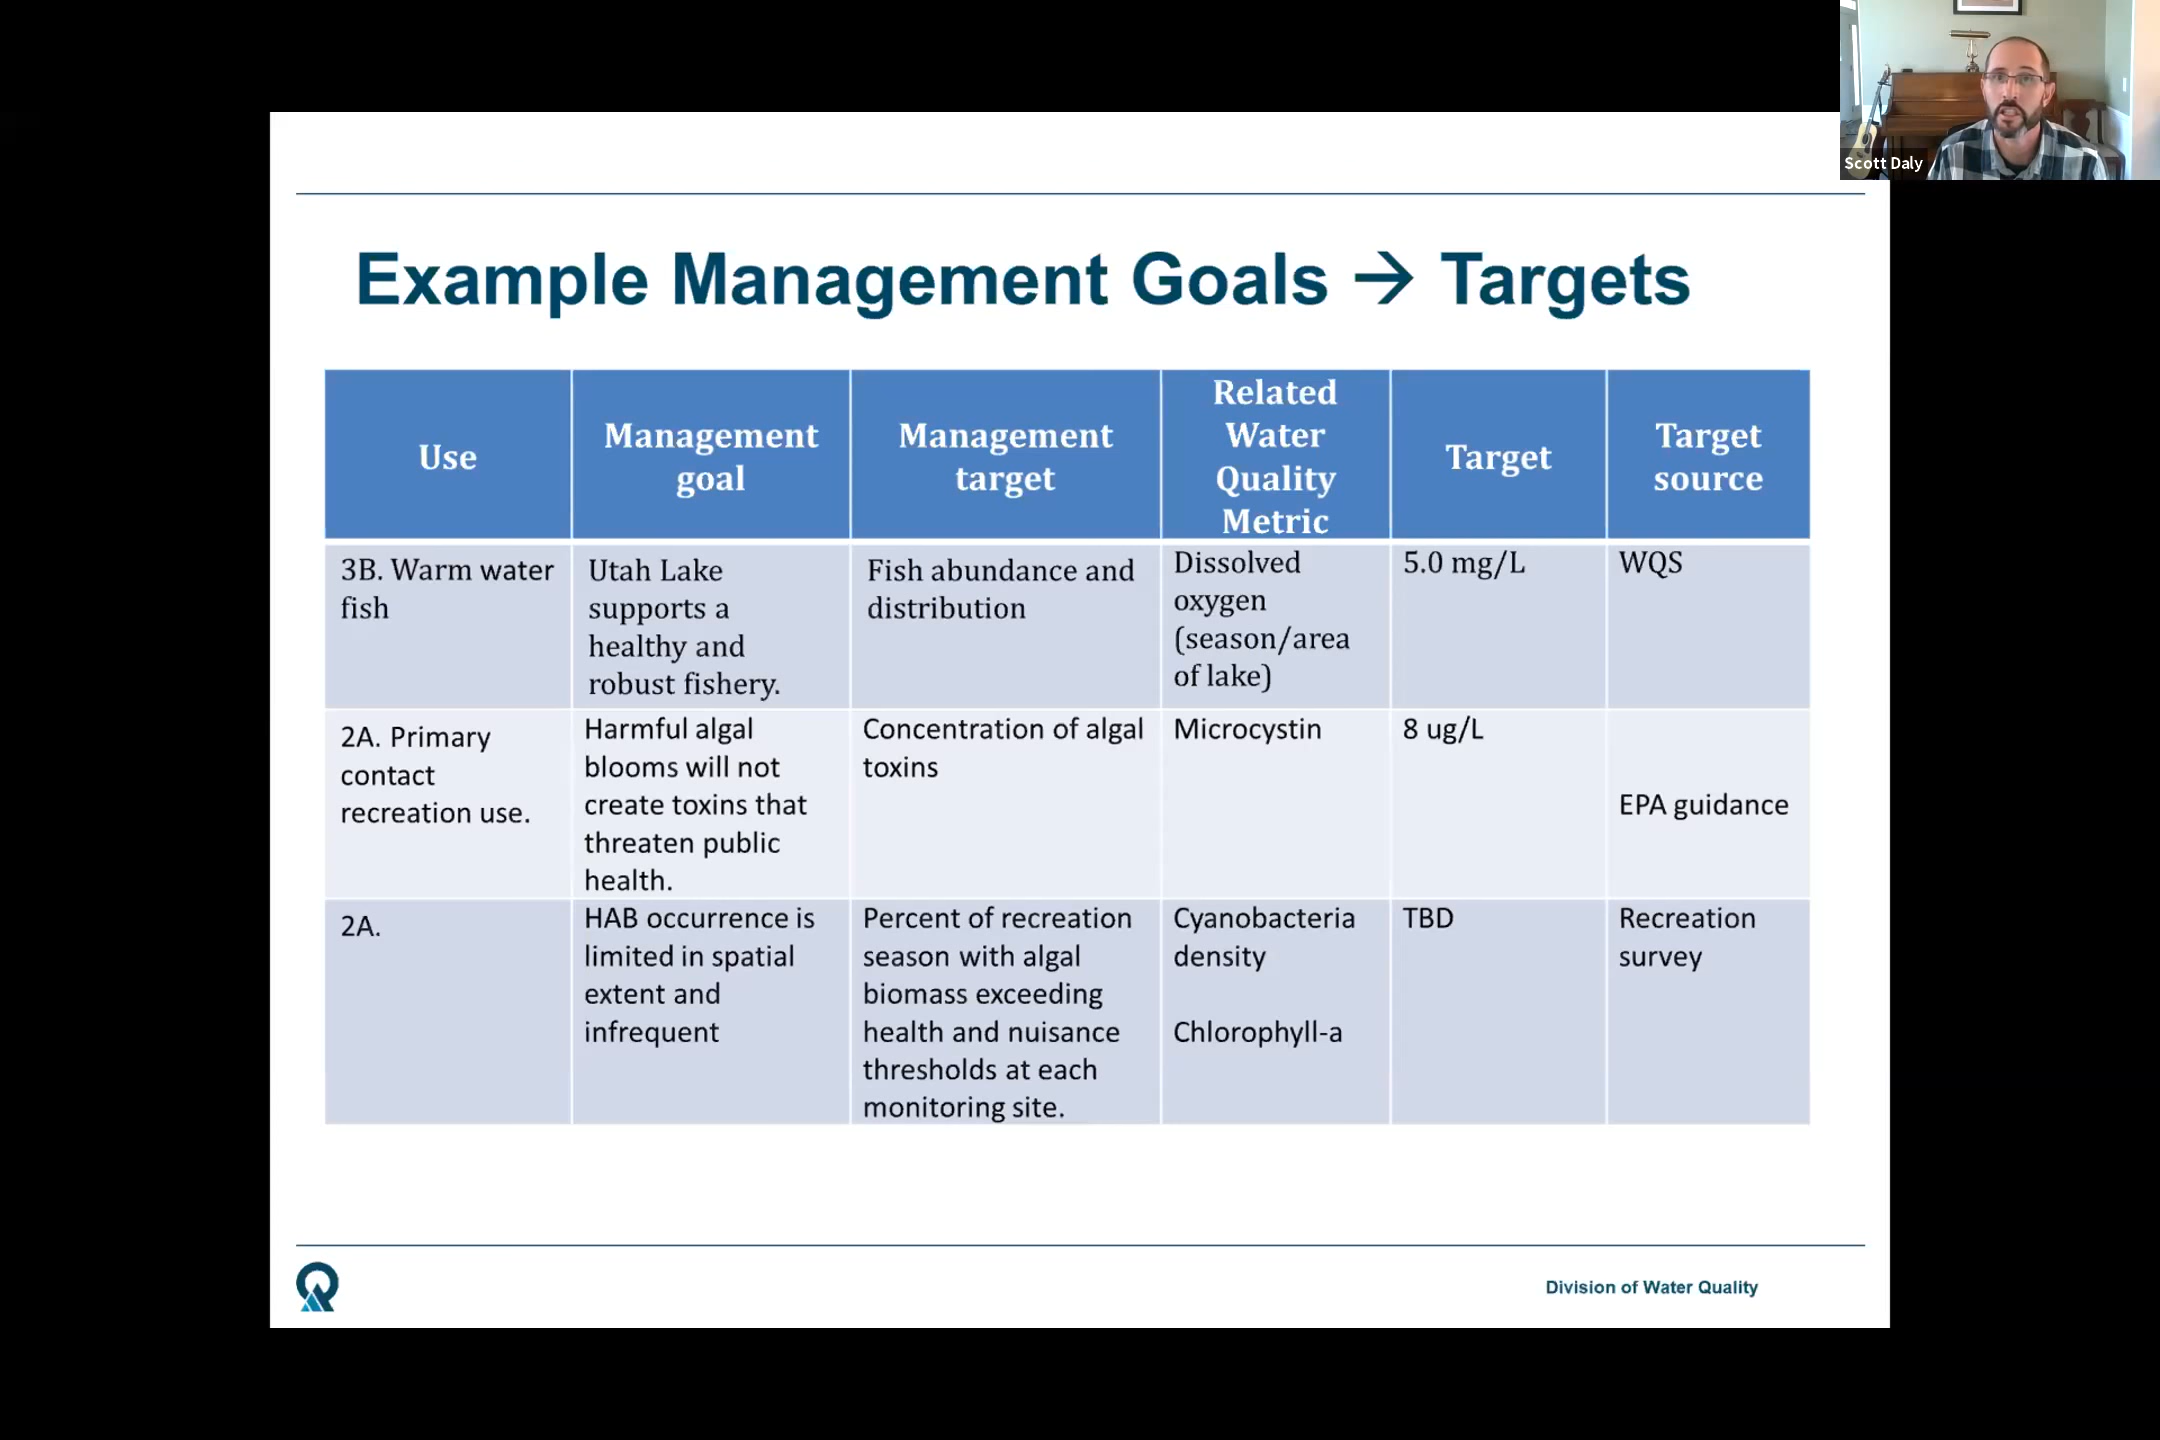 Scott Daly
Example Management Goals → Targets
Use
Management
goal
Management
target
Related
Water
Quality
Metric
Target
Target
source
3B. Warm water
fish
Utah Lake
supports a
healthy and
robust fishery.
Fish abundance and
distribution
Dissolved
oxygen
(season/area
of lake)
5.0 mg/L
WQS
2A. Primary
contact
recreation use.
Harmful algal
blooms will not
create toxins that
threaten public
health.
Concentration of algal
toxins
Microcystin
8 ug/L
EPA guidance
2A.
HAB occurrence is
limited in spatial
extent and
infrequent
Percent of recreation
season with algal
biomass exceeding
health and nuisance
thresholds at each
monitoring site.
Cyanobacteria
density
Chlorophyll-a
TBD
Recreation
survey
Division of Water Quality